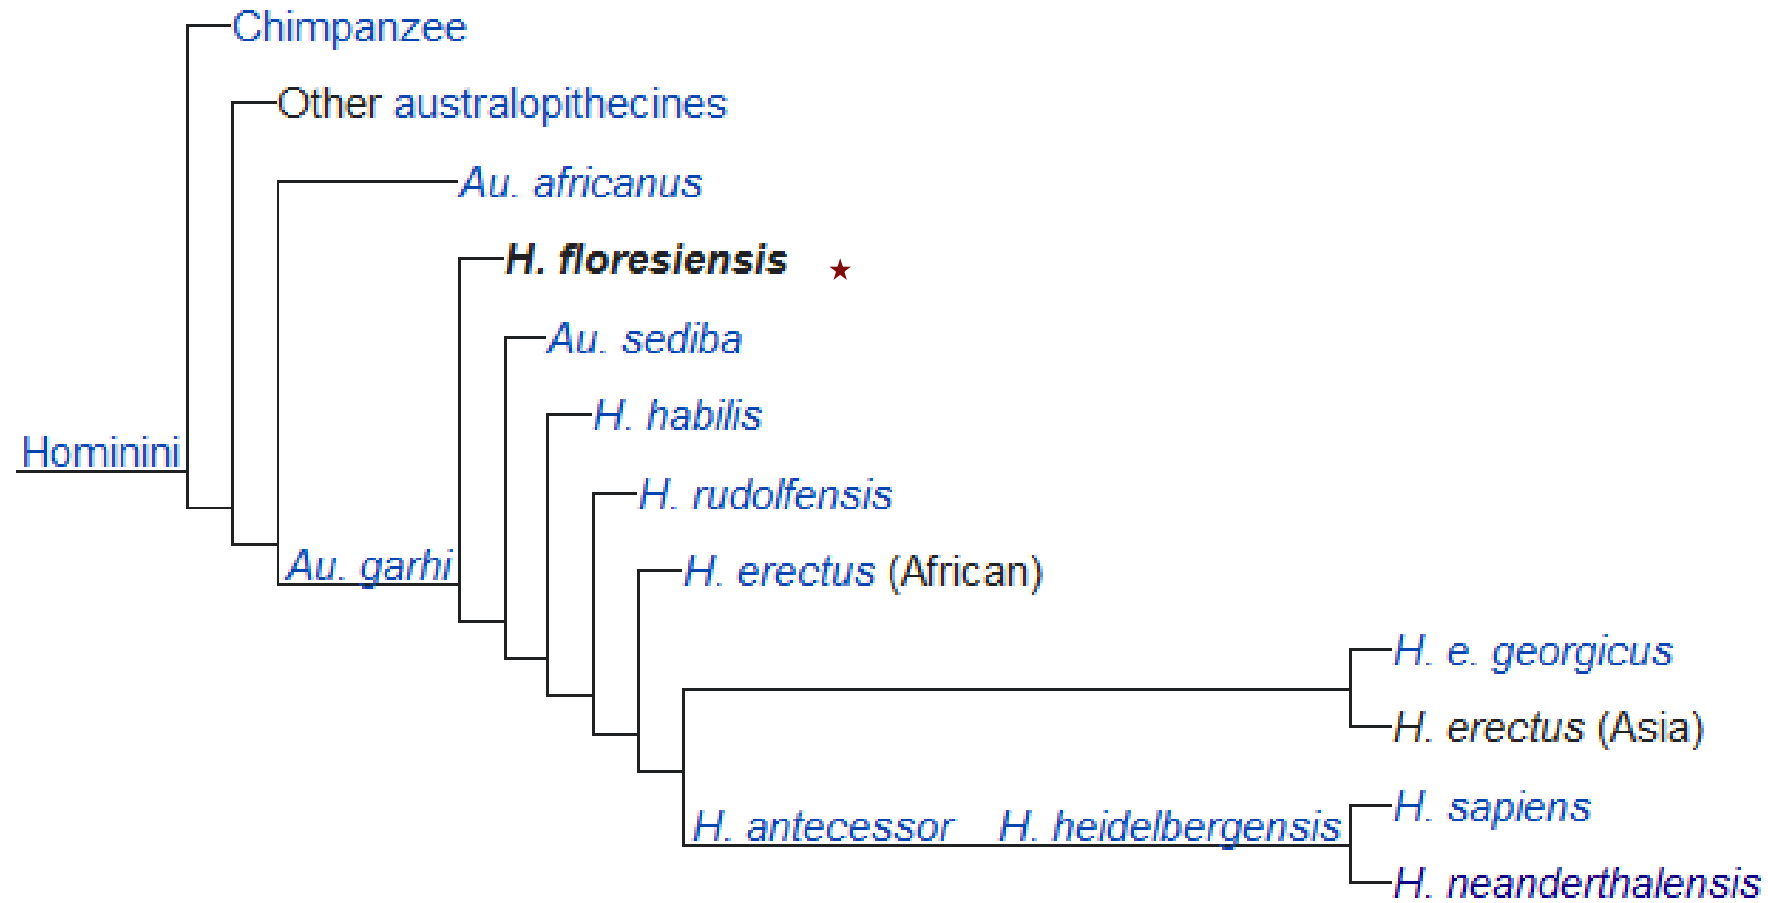 Chimpanzee
Other australopithecines
Au. africanus
H. floresiensis
Au. sediba
H. habilis
Hominini
H. rudolfensis
Au. garhi
H. erectus (African)
H. e. georgicus
H. erectus (Asia)
H. sapiens
H. antecessor H. heidelbergensis
H. neanderthalensis